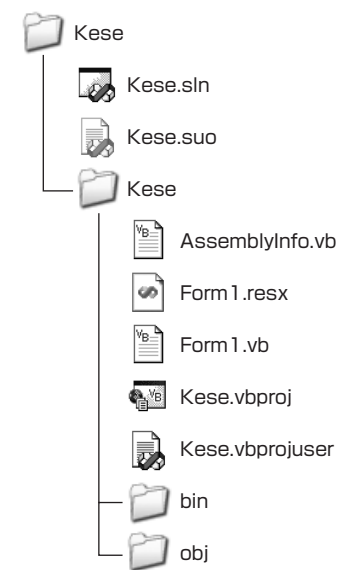 Kese
Kese.sln
Kese.suo
Kese
AssemblyInfo.vb
Form1.resx
Form1.vb
Kese.vbproj
Kese.vbprojuser
bin
obj